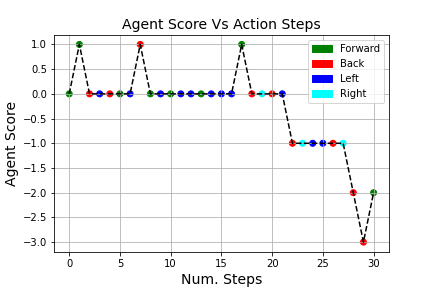 Agent Score Vs Action Steps
1.0
0.5
0.0
−0.5
−1.0
−1.5
−2.0
−2.5
−3.0
Agent Score
Forward
Back
Left
Right
0 5 10 15 20 25 30
Num. Steps